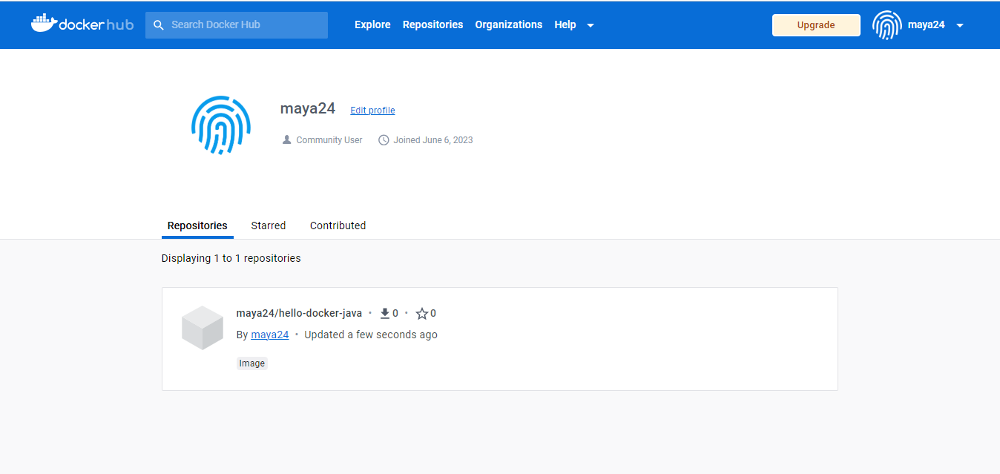 dockerhub Search Docker Hub Explore Repositories Organizations Help Upgrade maya24
maya24 Edit profile
Community User Joined June 6, 2023
Repositories Starred Contributed
Displaying 1 to 1 repositories
maya24/hello-docker-java • 0 • 0
By maya24 • Updated a few seconds ago
Image